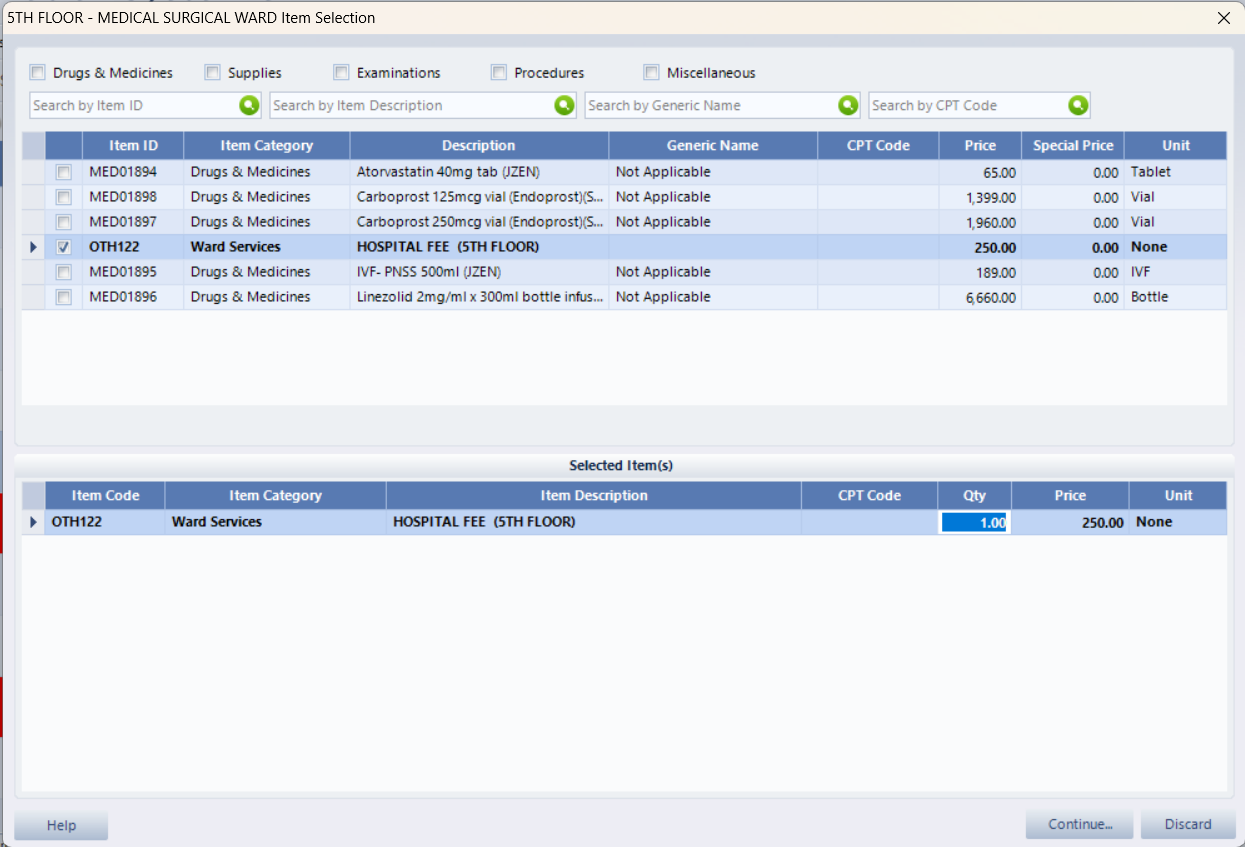 5TH FLOOR - MEDICAL SURGICAL WARD Item Selection
Drugs & Medicines Supplies Examinations Procedures Miscellaneous
Search by Item ID Search by Item Description Search by Generic Name Search by CPT Code
Item ID Item Category Description Generic Name CPT Code Price Special Price Unit
MED01894 Drugs & Medicines Atorvastatin 40mg tab (JZEN) Not Applicable 65.00 0.00 Tablet
MED01898 Drugs & Medicines Carboprost 125mcg vial (Endoprost)(S... Not Applicable 1,399.00 0.00 Vial
MED01897 Drugs & Medicines Carboprost 250mcg vial (Endoprost)(S... Not Applicable 1,960.00 0.00 Vial
OTH122 Ward Services HOSPITAL FEE (5TH FLOOR) 250.00 0.00 None
MED01895 Drugs & Medicines IVF- PNSS 500ml (JZEN) Not Applicable 189.00 0.00 IVF
MED01896 Drugs & Medicines Linezolid 2mg/ml x 300ml bottle infus... Not Applicable 6,660.00 0.00 Bottle
Selected Item(s)
Item Code Item Category Item Description CPT Code Qty Price Unit
OTH122 Ward Services HOSPITAL FEE (5TH FLOOR) 1.00 250.00 None
Help Continue... Discard